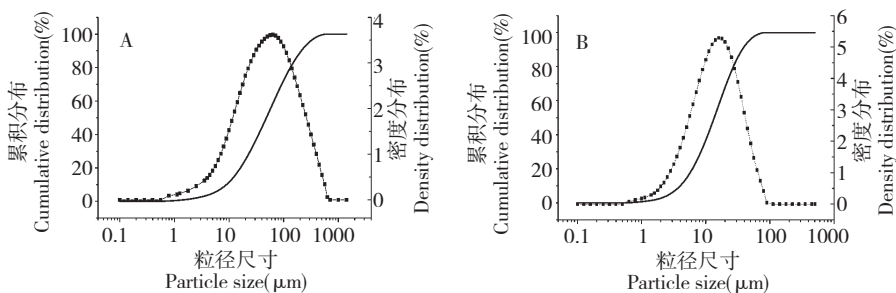 A
累积分布
Cumulative distribution(%)
100
80
60
40
20
0
4
3
2
1
0
密度分布
Density distribution(%)
0.1 1 10 100 1000
粒径尺寸
Particle size(μm)
B
累积分布
Cumulative distribution(%)
100
80
60
40
20
0
6
5
4
3
2
1
0
密度分布
Density distribution(%)
0.1 1 10 100 1000
粒径尺寸
Particle size(μm)